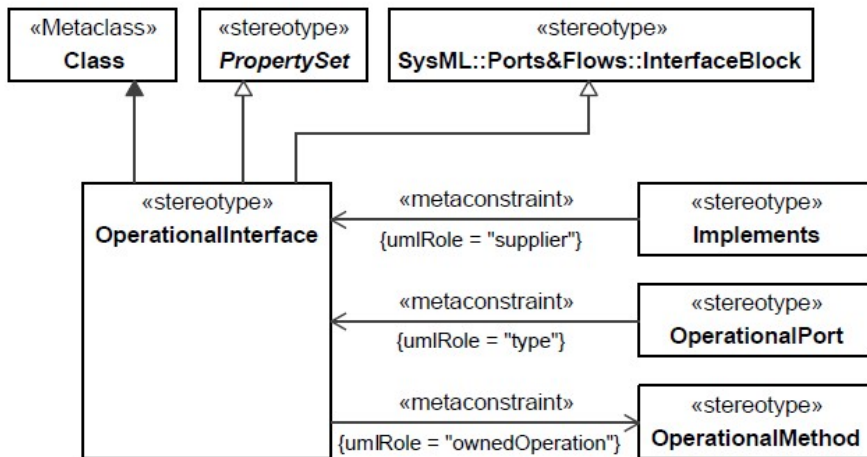 «Metaclass»
Class
«stereotype»
PropertySet
«stereotype»
SysML::Ports&Flows::InterfaceBlock
«stereotype»
OperationalInterface
«metaconstraint»
{umlRole = "supplier"}
«stereotype»
Implements
«metaconstraint»
{umlRole = "type"}
«stereotype»
OperationalPort
«metaconstraint»
{umlRole = "ownedOperation"}
«stereotype»
OperationalMethod